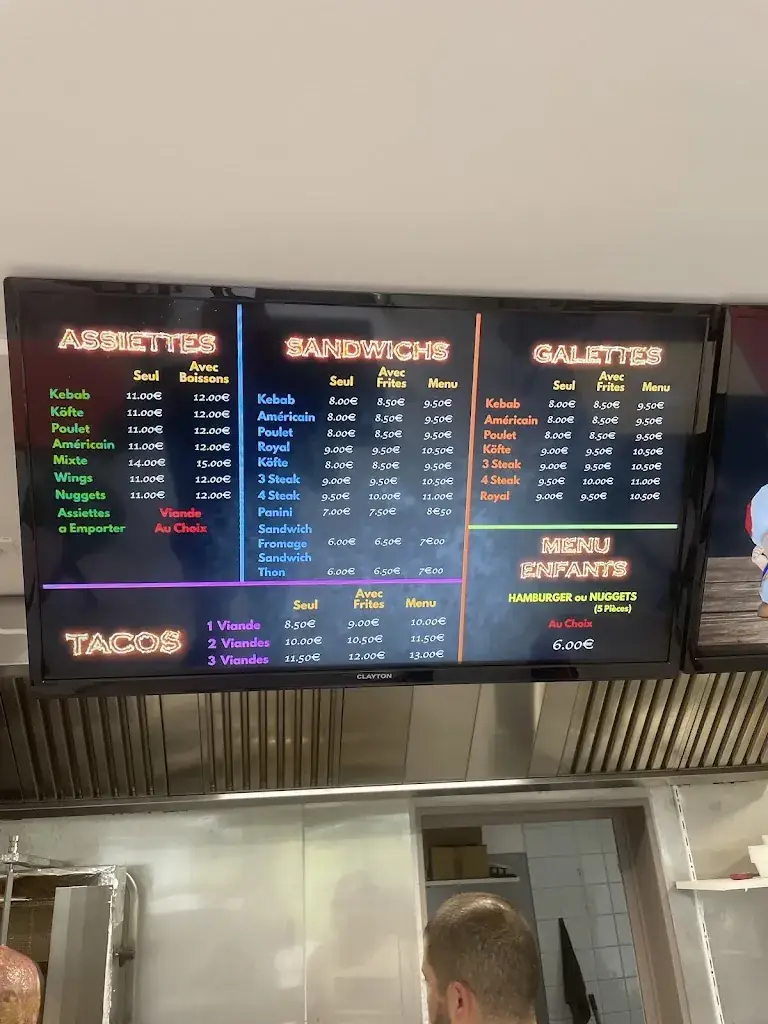 ASSIETTES
Seul Avec Boissons
Kebab 11.00€ 12.00€
Köfte 11.00€ 12.00€
Poulet 11.00€ 12.00€
Américain 11.00€ 12.00€
Mixte 14.00€ 15.00€
Wings 11.00€ 12.00€
Nuggets 11.00€ 12.00€
Assiettes Viande
a Emporter Au Choix
SANDWICHS
Seul Avec Frites Menu
Kebab 8.00€ 8.50€ 9.50€
Américain 8.00€ 8.50€ 9.50€
Poulet 8.00€ 8.50€ 9.50€
Royal 9.00€ 9.50€ 10.50€
Köfte 8.00€ 8.50€ 9.50€
3 Steak 9.00€ 9.50€ 10.50€
4 Steak 9.50€ 10.00€ 11.00€
Panini 7.00€ 7.50€ 8€50
Sandwich
Fromage 6.00€ 6.50€ 7€00
Sandwich
Thon 6.00€ 6.50€ 7€00
GALETTES
Seul Avec Frites Menu
Kebab 8.00€ 8.50€ 9.50€
Américain 8.00€ 8.50€ 9.50€
Poulet 8.00€ 8.50€ 9.50€
Köfte 9.00€ 9.50€ 10.50€
3 Steak 9.00€ 9.50€ 10.50€
4 Steak 9.50€ 10.00€ 11.00€
Royal 9.00€ 9.50€ 10.50€
MENU
ENFANTS
HAMBURGER ou NUGGETS
(5 Pièces)
Au Choix
6.00€
TACOS
Seul Avec Frites Menu
1 Viande 8.50€ 9.00€ 10.00€
2 Viandes 10.00€ 10.50€ 11.50€
3 Viandes 11.50€ 12.00€ 13.00€
CLAYTON